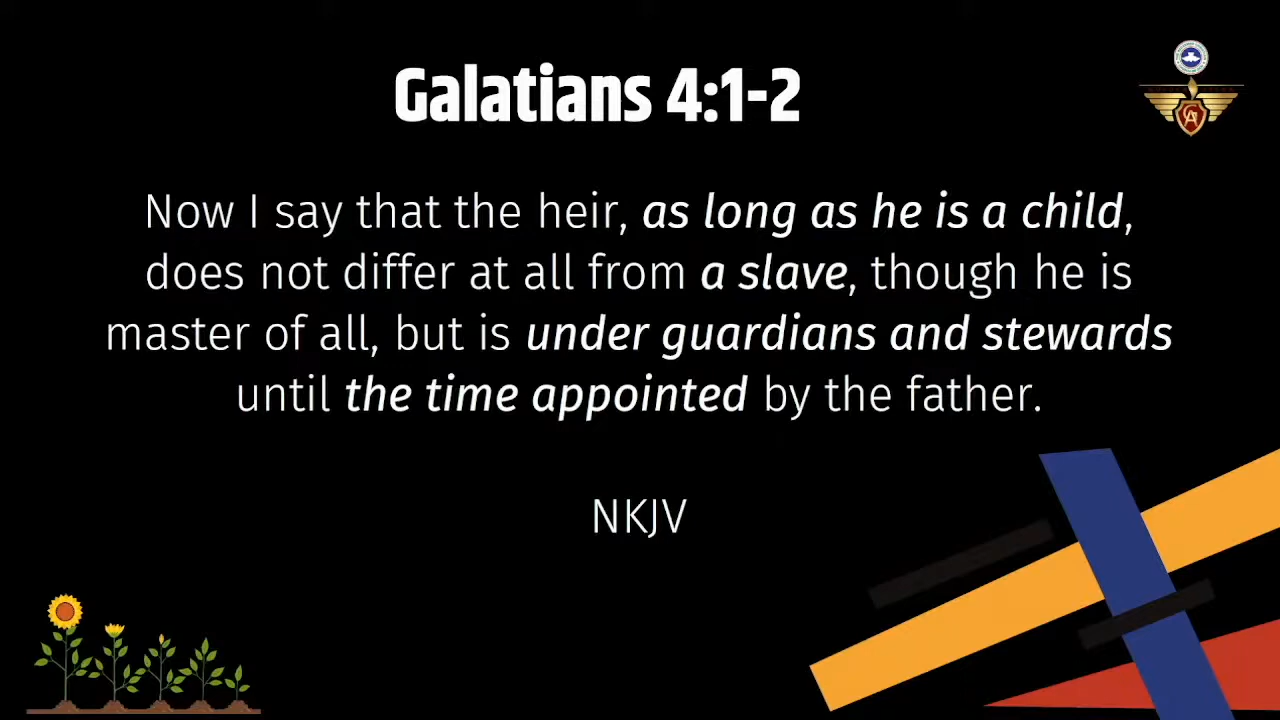 Galatians 4:1-2
Now I say that the heir, as long as he is a child,
does not differ at all from a slave, though he is
master of all, but is under guardians and stewards
until the time appointed by the father.
NKJV